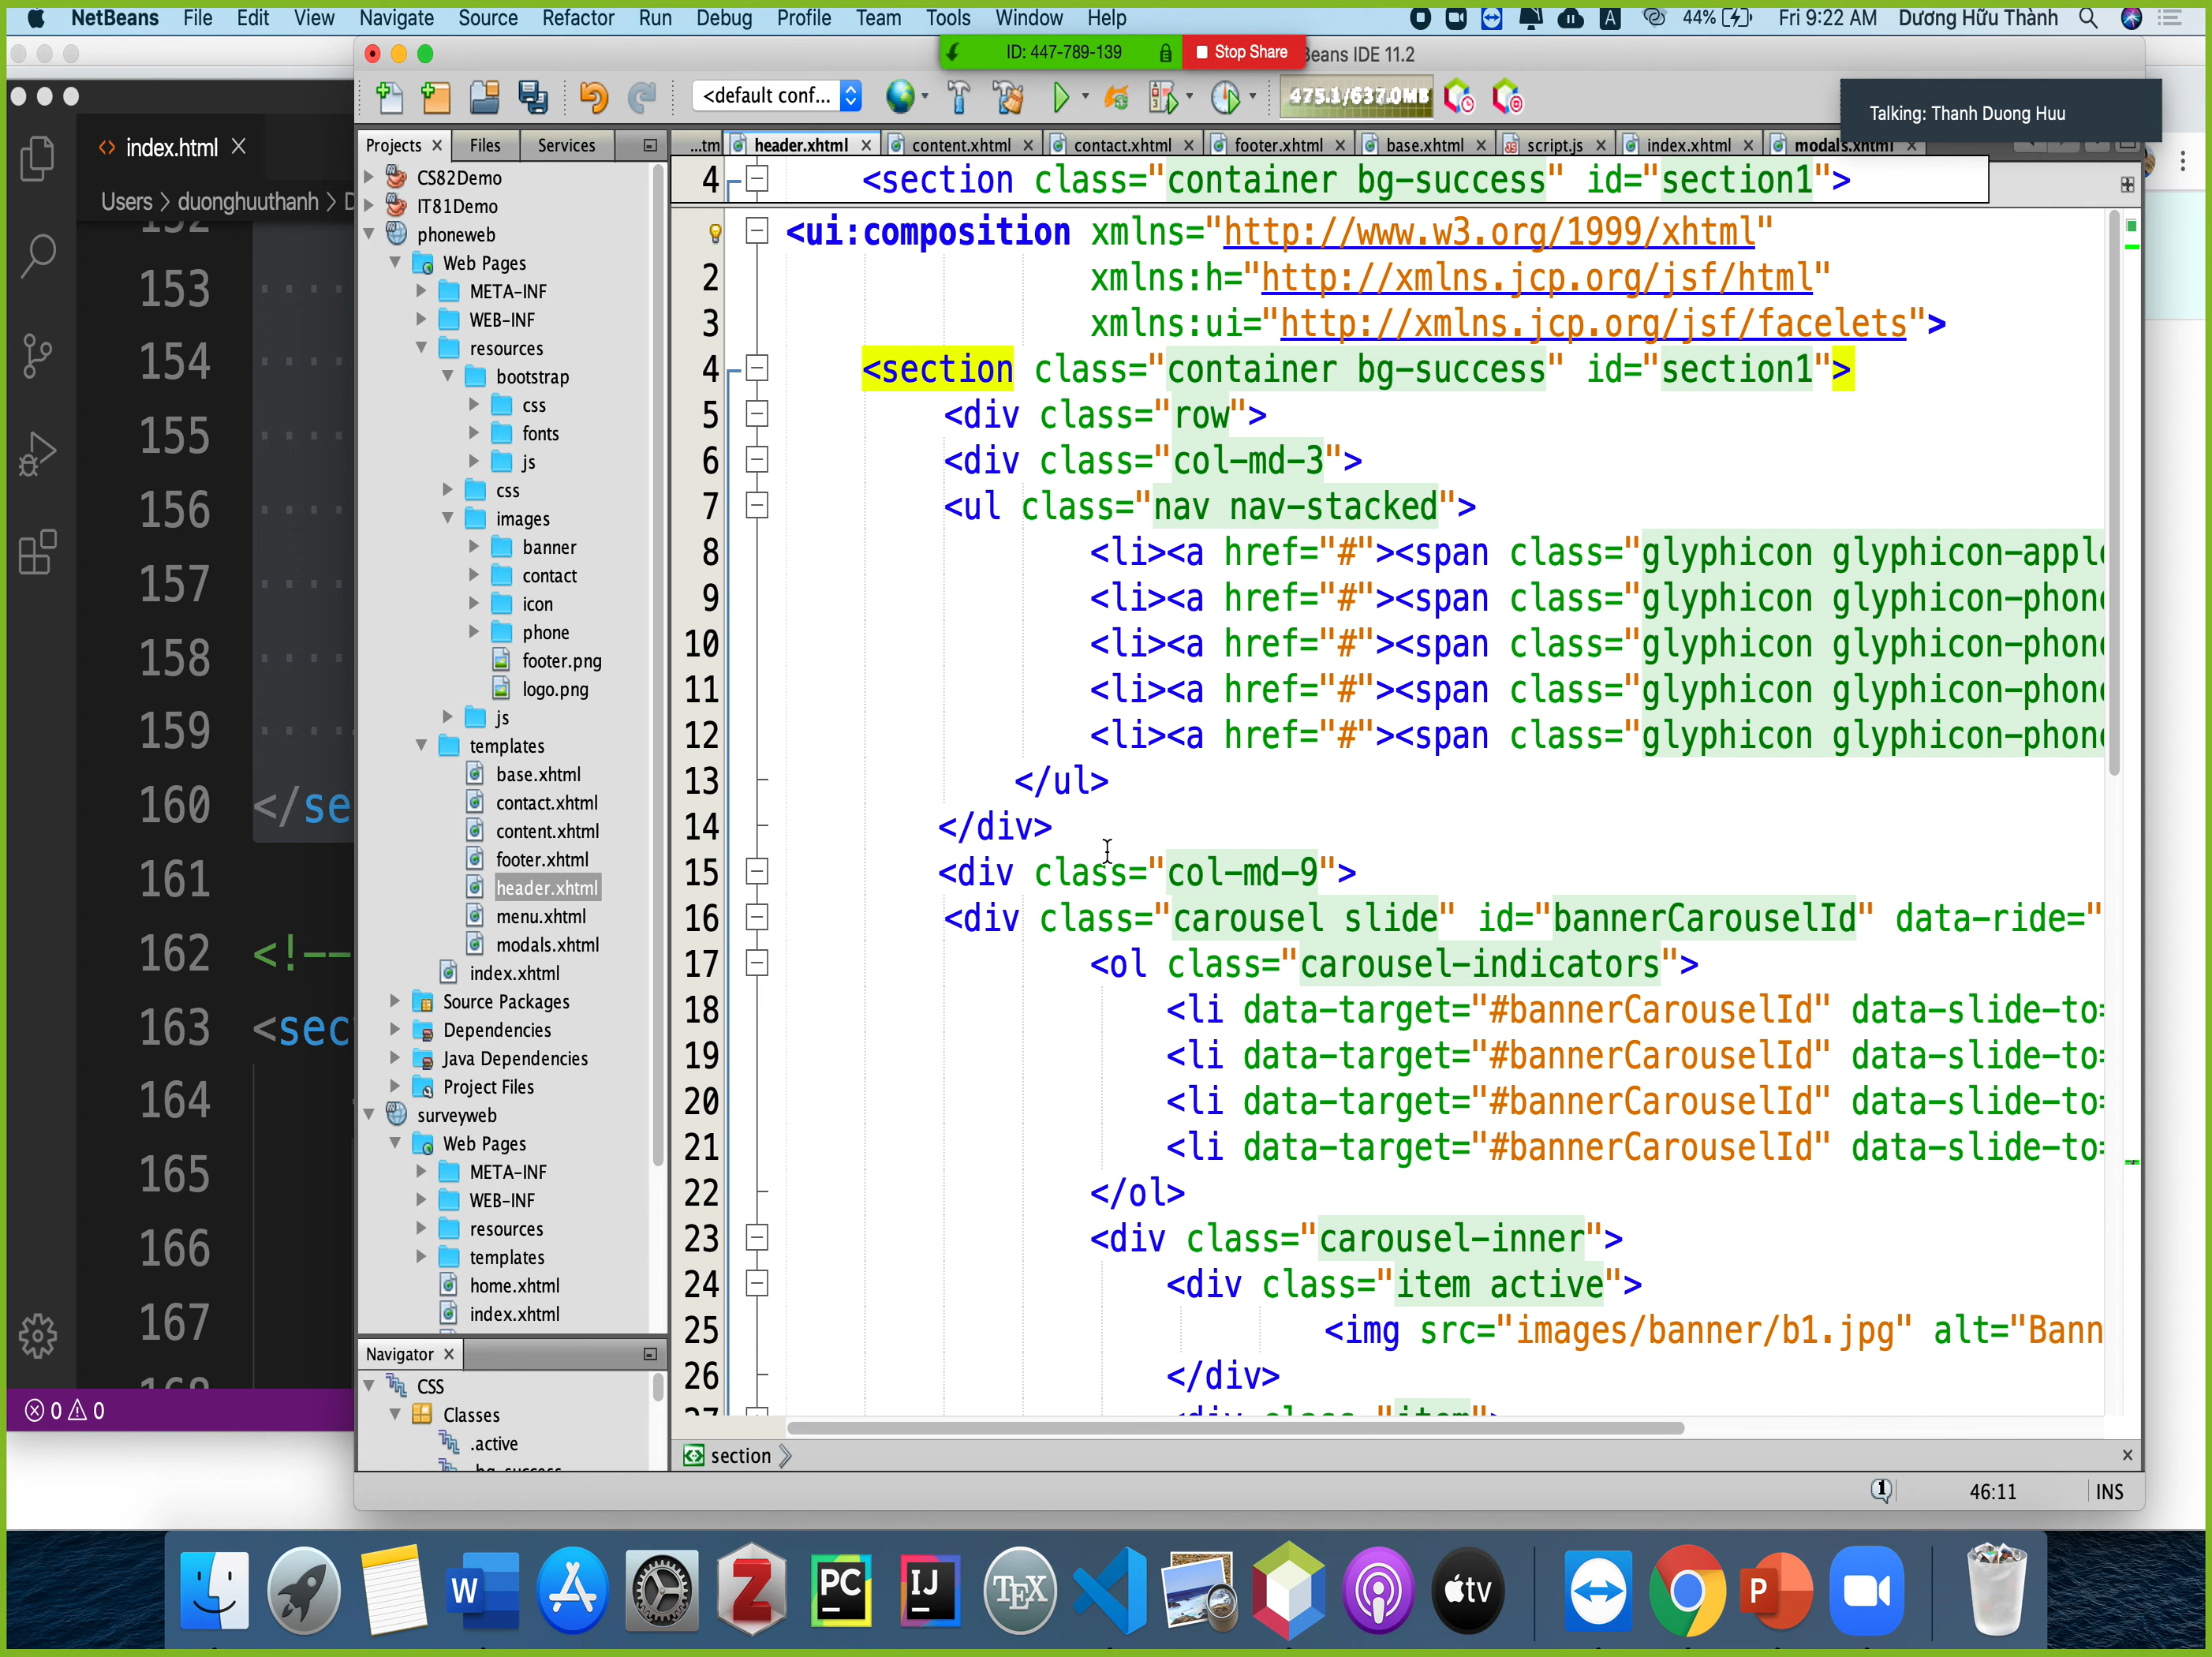 NetBeans File Edit View Navigate Source Refactor Run Debug Profile Team Tools Window Help 44% Fri 9:22 AM Dương Hữu Thành
ID: 447-789-139 Stop Share Beans IDE 11.2
<default conf... 475.1/637.0MB
Talking: Thanh Duong Huu
index.html
Users > duonghuuthanh > D
153
154
155
156
157
158
159
160 </se
161
162 <!--
163 <sec
164
165
166
167
168
0 0
Projects Files Services
CS82Demo
IT81Demo
phoneweb
Web Pages
META-INF
WEB-INF
resources
bootstrap
css
fonts
js
css
images
banner
contact
icon
phone
footer.png
logo.png
js
templates
base.xhtml
contact.xhtml
content.xhtml
footer.xhtml
header.xhtml
menu.xhtml
modals.xhtml
index.xhtml
Source Packages
Dependencies
Java Dependencies
Project Files
surveyweb
Web Pages
META-INF
WEB-INF
resources
templates
home.xhtml
index.xhtml
Navigator
CSS
Classes
.active
.bg-success
...tm header.xhtml content.xhtml contact.xhtml footer.xhtml base.xhtml script.js index.xhtml modals.xhtml
4 <section class="container bg-success" id="section1">
<ui:composition xmlns="http://www.w3.org/1999/xhtml"
2 xmlns:h="http://xmlns.jcp.org/jsf/html"
3 xmlns:ui="http://xmlns.jcp.org/jsf/facelets">
4 <section class="container bg-success" id="section1">
5 <div class="row">
6 <div class="col-md-3">
7 <ul class="nav nav-stacked">
8 <li><a href="#"><span class="glyphicon glyphicon-apple
9 <li><a href="#"><span class="glyphicon glyphicon-phone
10 <li><a href="#"><span class="glyphicon glyphicon-phone
11 <li><a href="#"><span class="glyphicon glyphicon-phone
12 <li><a href="#"><span class="glyphicon glyphicon-phone
13 </ul>
14 </div>
15 <div class="col-md-9">
16 <div class="carousel slide" id="bannerCarouselId" data-ride="
17 <ol class="carousel-indicators">
18 <li data-target="#bannerCarouselId" data-slide-to=
19 <li data-target="#bannerCarouselId" data-slide-to=
20 <li data-target="#bannerCarouselId" data-slide-to=
21 <li data-target="#bannerCarouselId" data-slide-to=
22 </ol>
23 <div class="carousel-inner">
24 <div class="item active">
25 <img src="images/banner/b1.jpg" alt="Bann
26 </div>
27 <div class="item">
section
46:11 INS
W PC IJ TEX tv P